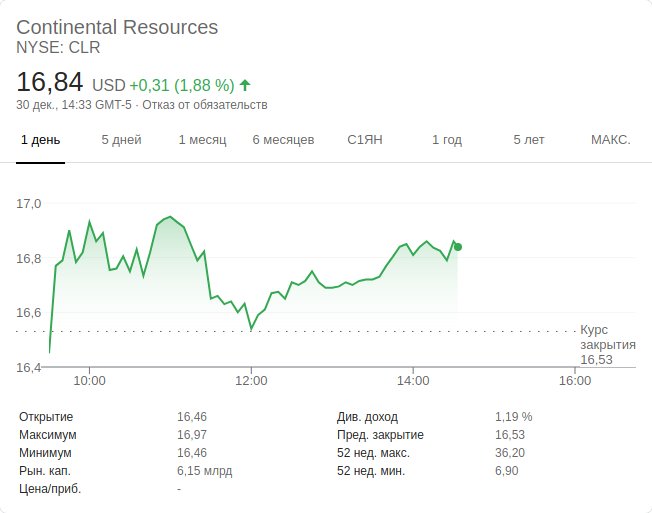 Continental Resources
NYSE: CLR
16,84 USD +0,31 (1,88 %)
30 дек., 14:33 GMT-5 · Отказ от обязательств
1 день 5 дней 1 месяц 6 месяцев С1ЯН 1 год 5 лет МАКС.
17,0
16,8
16,6
Курс
закрытия
16,53
16,4
10:00 12:00 14:00 16:00
Открытие 16,46 Див. доход 1,19 %
Максимум 16,97 Пред. закрытие 16,53
Минимум 16,46 52 нед. макс. 36,20
Рын. кап. 6,15 млрд 52 нед. мин. 6,90
Цена/приб. -